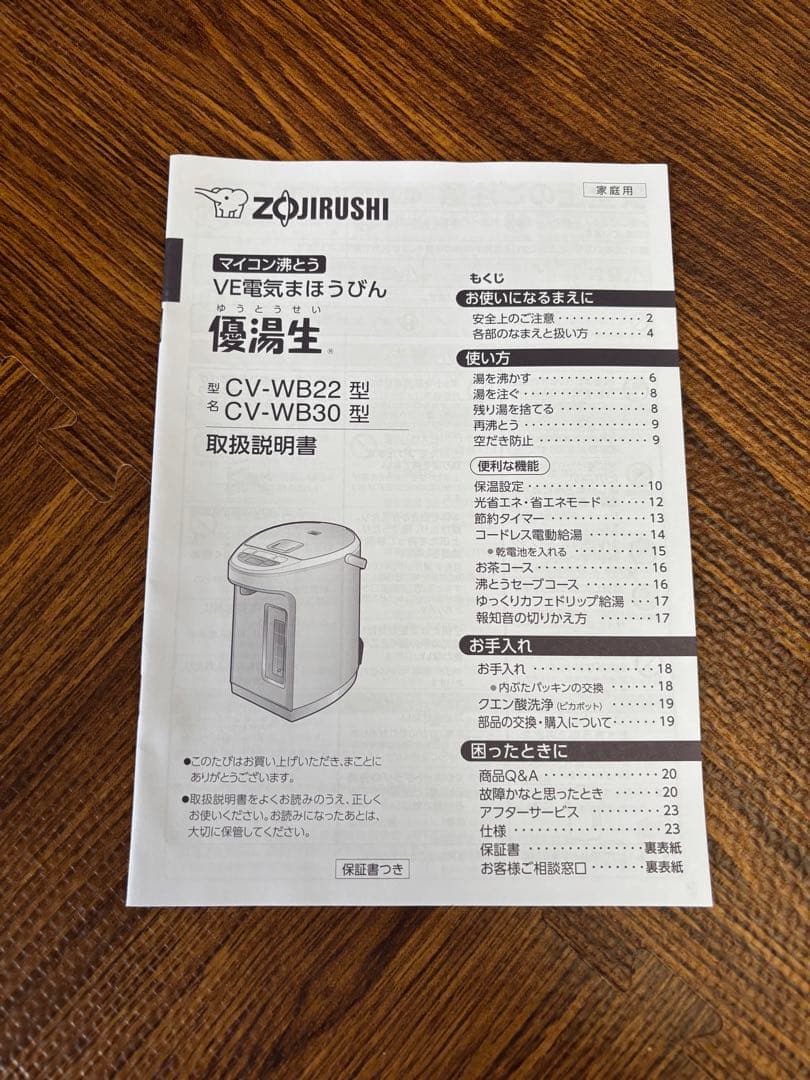 ZOJIRUSHI
家庭用
マイコン沸とう
VE電気まほうびん
ゆうとうせい
優湯生®
型名 CV-WB22 型
CV-WB30 型
取扱説明書
●このたびはお買い上げいただき、まことに
ありがとうございます。
●取扱説明書をよくお読みのうえ、正しく
お使いください。お読みになったあとは、
大切に保管してください。
保証書つき
もくじ
お使いになるまえに
安全上のご注意 ············ 2
各部のなまえと扱い方 ······· 4
使い方
湯を沸かす ··············· 6
湯を注ぐ ················· 8
残り湯を捨てる ············ 8
再沸とう ················· 9
空だき防止 ··············· 9
便利な機能
保温設定 ················ 10
光省エネ・省エネモード ····· 12
節約タイマー ············· 13
コードレス電動給湯 ········ 14
●乾電池を入れる ········· 15
お茶コース ··············· 16
沸とうセーブコース ········ 16
ゆっくりカフェドリップ給湯 ··· 17
報知音の切りかえ方 ······· 17
お手入れ
お手入れ ················ 18
●内ぶたパッキンの交換 ······ 18
クエン酸洗浄(ピカポット) ····· 19
部品の交換・購入について ······ 19
困ったときに
商品Q&A ················ 20
故障かなと思ったとき ······ 20
アフターサービス ········· 23
仕様 ···················· 23
保証書 ·············· 裏表紙
お客様ご相談窓口 ······· 裏表紙